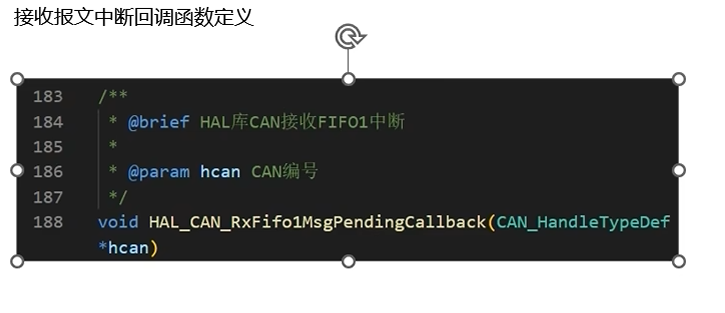 接收报文中断回调函数定义
183 /**
184 * @brief HAL库CAN接收FIFO1中断
185 *
186 * @param hcan CAN编号
187 */
188 void HAL_CAN_RxFifo1MsgPendingCallback(CAN_HandleTypeDef
*hcan)